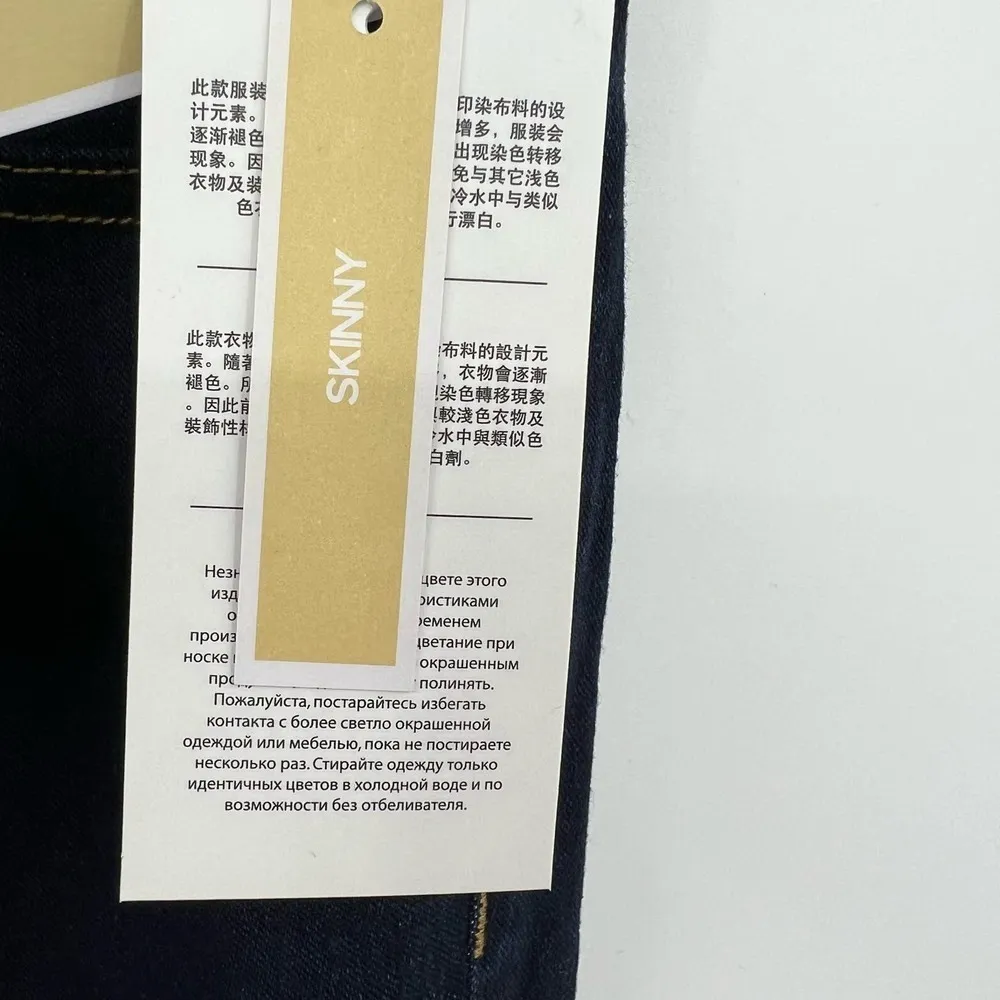 此款服装 印染布料的设
计元素。 增多，服装会
逐渐褪色 出现染色转移
现象。因 免与其它浅色
衣物及装 冷水中与类似
色 行漂白。
SKINNY
此款衣物 布料的設計元
素。隨著 ，衣物會逐漸
褪色。所 染色轉移現象
。因此 較淺色衣物及
裝飾性 水中與類似色
白劑。
цвете этого
изд
о
произ при
носке окрашенным
полинять.
Пожалуйста, постарайтесь избегать
контакта с более светло окрашенной
одеждой или мебелью, пока не постираете
несколько раз. Стирайте одежду только
идентичных цветов в холодной воде и по
возможности без отбеливателя.